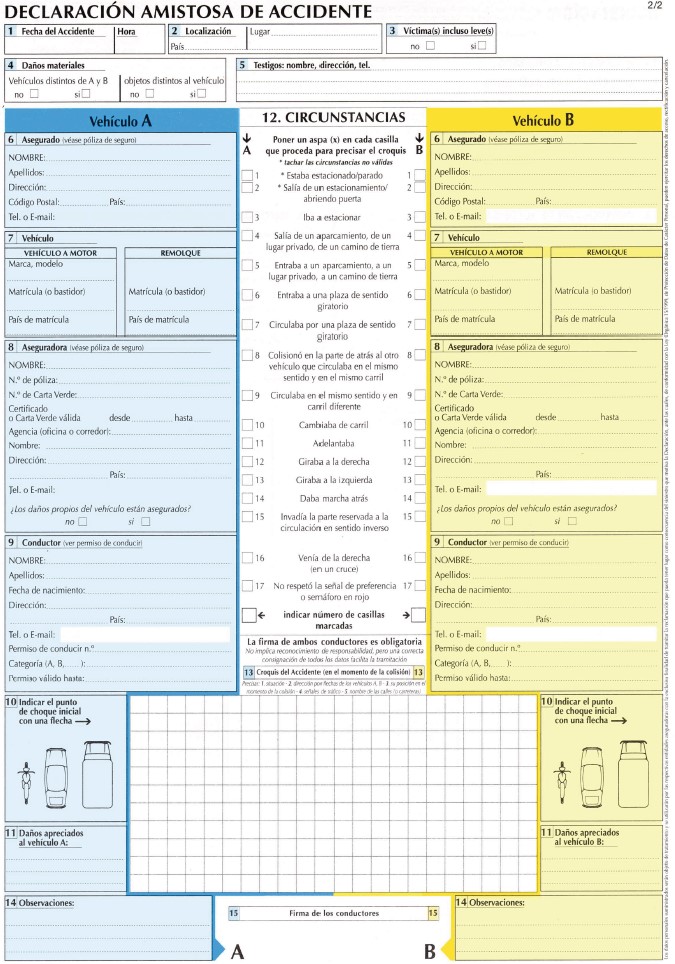 DECLARACIÓN AMISTOSA DE ACCIDENTE
2/2
1 Fecha del Accidente Hora
2 Localización Lugar
País
3 Víctima(s) incluso leve(s)
no si
4 Daños materiales
Vehículos distintos de A y B objetos distintos al vehículo
no si no si
5 Testigos: nombre, dirección, tel.
Vehículo A
6 Asegurado (véase póliza de seguro)
NOMBRE:
Apellidos:
Dirección:
Código Postal: País:
Tel. o E-mail:
7 Vehículo
VEHÍCULO A MOTOR REMOLQUE
Marca, modelo
Matrícula (o bastidor) Matrícula (o bastidor)
País de matrícula País de matrícula
8 Aseguradora (véase póliza de seguro)
NOMBRE:
N.º de póliza:
N.º de Carta Verde:
Certificado
o Carta Verde válida desde hasta
Agencia (oficina o corredor):
Nombre:
Dirección:
País:
Tel. o E-mail:
¿Los daños propios del vehículo están asegurados?
no si
9 Conductor (ver permiso de conducir)
NOMBRE:
Apellidos:
Fecha de nacimiento:
Dirección:
País:
Tel. o E-mail:
Permiso de conducir n.º
Categoría (A, B, ):
Permiso válido hasta:
12. CIRCUNSTANCIAS
A B
Poner un aspa (x) en cada casilla
que proceda para precisar el croquis
* tachar las circunstancias no válidas
1 * Estaba estacionado/parado 1
2 * Salía de un estacionamiento/ 2
abriendo puerta
3 Iba a estacionar 3
4 Salía de un aparcamiento, de un 4
lugar privado, de un camino de tierra
5 Entraba a un aparcamiento, a un 5
lugar privado, a un camino de tierra
6 Entraba a una plaza de sentido 6
giratorio
7 Circulaba por una plaza de sentido 7
giratorio
8 Colisionó en la parte de atrás al otro 8
vehículo que circulaba en el mismo
sentido y en el mismo carril
9 Circulaba en el mismo sentido y en 9
carril diferente
10 Cambiaba de carril 10
11 Adelantaba 11
12 Giraba a la derecha 12
13 Giraba a la izquierda 13
14 Daba marcha atrás 14
15 Invadía la parte reservada a la 15
circulación en sentido inverso
16 Venía de la derecha 16
(en un cruce)
17 No respetó la señal de preferencia 17
o semáforo en rojo
← indicar número de casillas →
marcadas
La firma de ambos conductores es obligatoria
No implica reconocimiento de responsabilidad, pero una correcta
consignación de todos los datos facilita la tramitación
13 Croquis del Accidente (en el momento de la colisión) 13
Precisar: 1. situación - 2. dirección por flechas de los vehículos A, B - 3. su posición en el
momento de la colisión - 4. señales de tráfico - 5. nombre de las calles (o carreteras)
Vehículo B
6 Asegurado (véase póliza de seguro)
NOMBRE:
Apellidos:
Dirección:
Código Postal: País:
Tel. o E-mail:
7 Vehículo
VEHÍCULO A MOTOR REMOLQUE
Marca, modelo
Matrícula (o bastidor) Matrícula (o bastidor)
País de matrícula País de matrícula
8 Aseguradora (véase póliza de seguro)
NOMBRE:
N.º de póliza:
N.º de Carta Verde:
Certificado
o Carta Verde válida desde hasta
Agencia (oficina o corredor):
Nombre:
Dirección:
País:
Tel. o E-mail:
¿Los daños propios del vehículo están asegurados?
no si
9 Conductor (ver permiso de conducir)
NOMBRE:
Apellidos:
Fecha de nacimiento:
Dirección:
País:
Tel. o E-mail:
Permiso de conducir n.º
Categoría (A, B, ):
Permiso válido hasta:
10 Indicar el punto
de choque inicial
con una flecha →
11 Daños apreciados
al vehículo A:
14 Observaciones:
10 Indicar el punto
de choque inicial
con una flecha →
11 Daños apreciados
al vehículo B:
14 Observaciones:
15 Firma de los conductores 15
A B